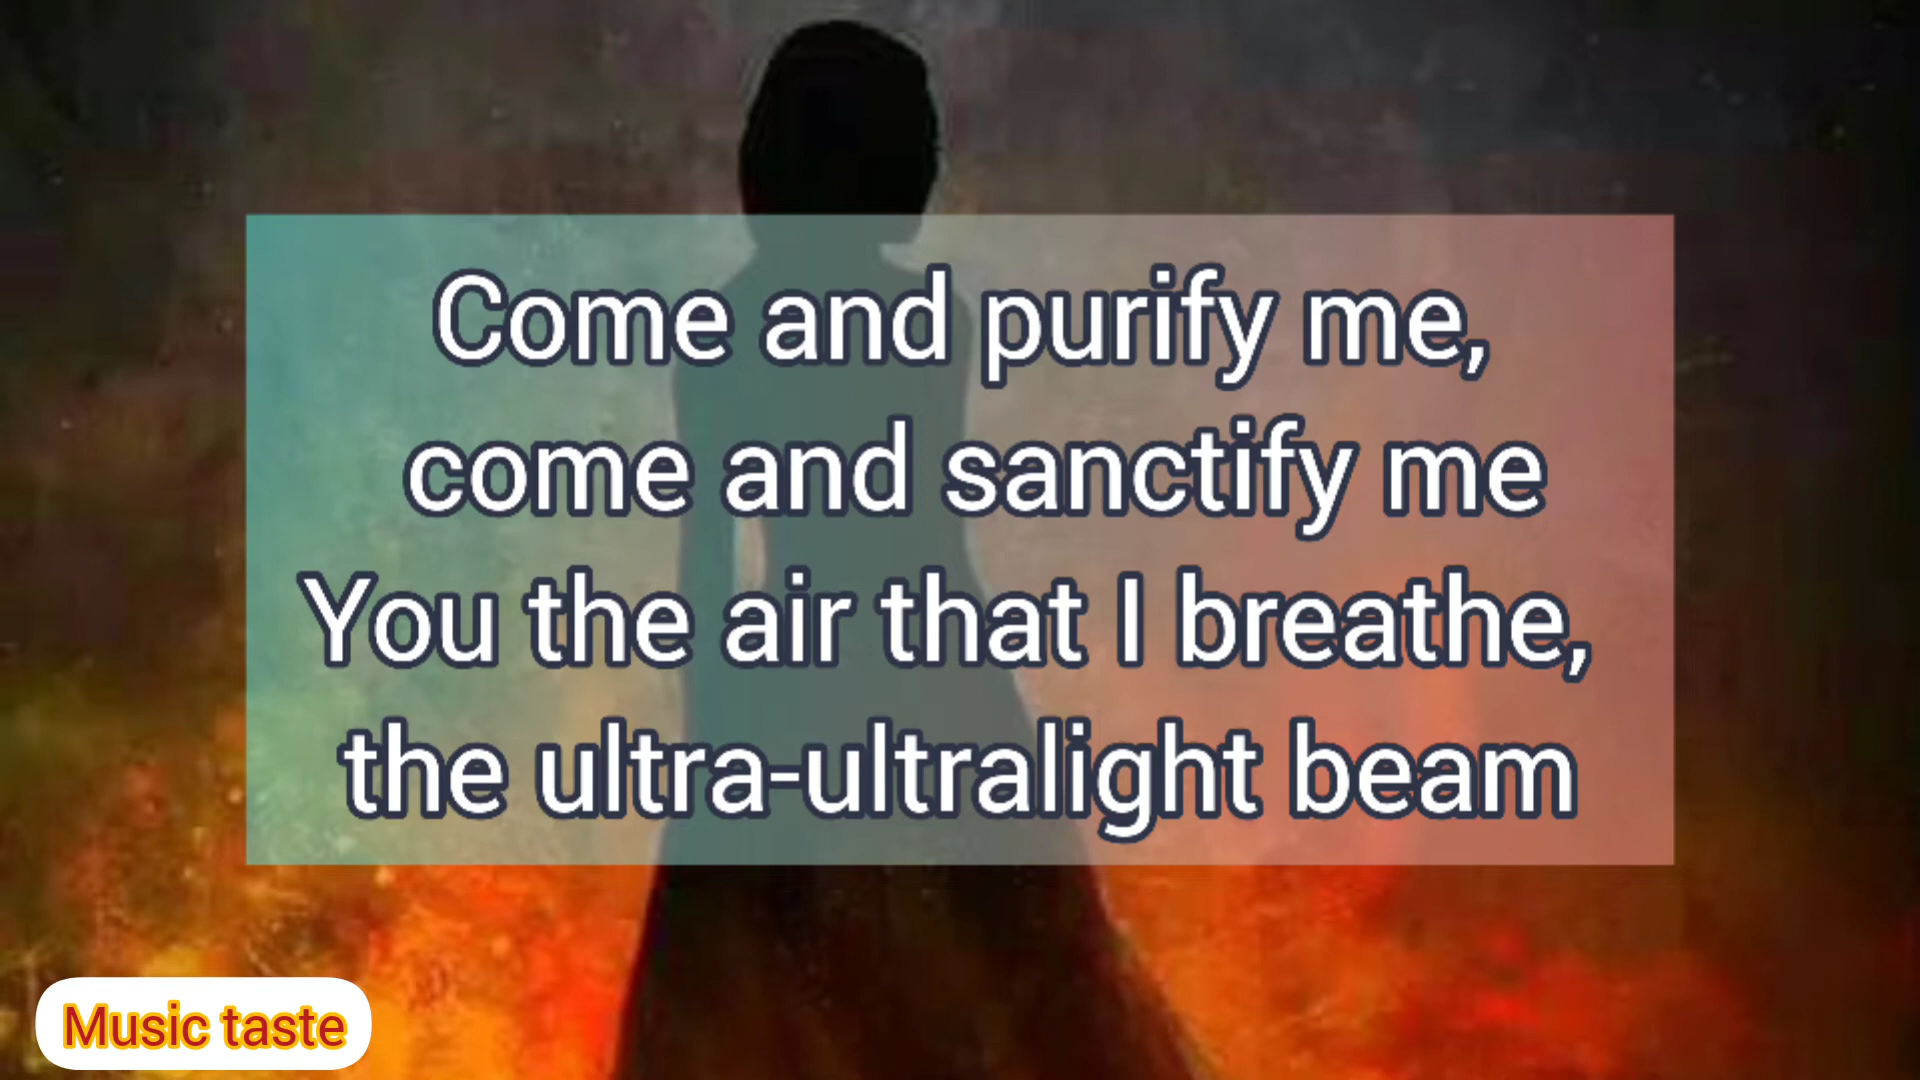 Come and purify me,
come and sanctify me
You the air that I breathe,
the ultra-ultralight beam
Music taste